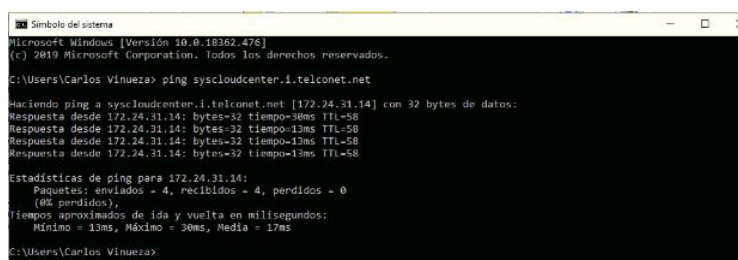 Símbolo del sistema
Microsoft Windows [Versión 10.0.18362.476]
(c) 2019 Microsoft Corporation. Todos los derechos reservados.
C:\Users\Carlos Vinueza> ping syscloudcenter.i.telconet.net
Haciendo ping a syscloudcenter.i.telconet.net [172.24.31.14] con 32 bytes de datos:
Respuesta desde 172.24.31.14: bytes=32 tiempo=30ms TTL=58
Respuesta desde 172.24.31.14: bytes=32 tiempo=13ms TTL=58
Respuesta desde 172.24.31.14: bytes=32 tiempo=13ms TTL=58
Respuesta desde 172.24.31.14: bytes=32 tiempo=13ms TTL=58
Estadísticas de ping para 172.24.31.14:
Paquetes: enviados = 4, recibidos = 4, perdidos = 0
(0% perdidos),
Tiempos aproximados de ida y vuelta en milisegundos:
Mínimo = 13ms, Máximo = 30ms, Media = 17ms
C:\Users\Carlos Vinueza>